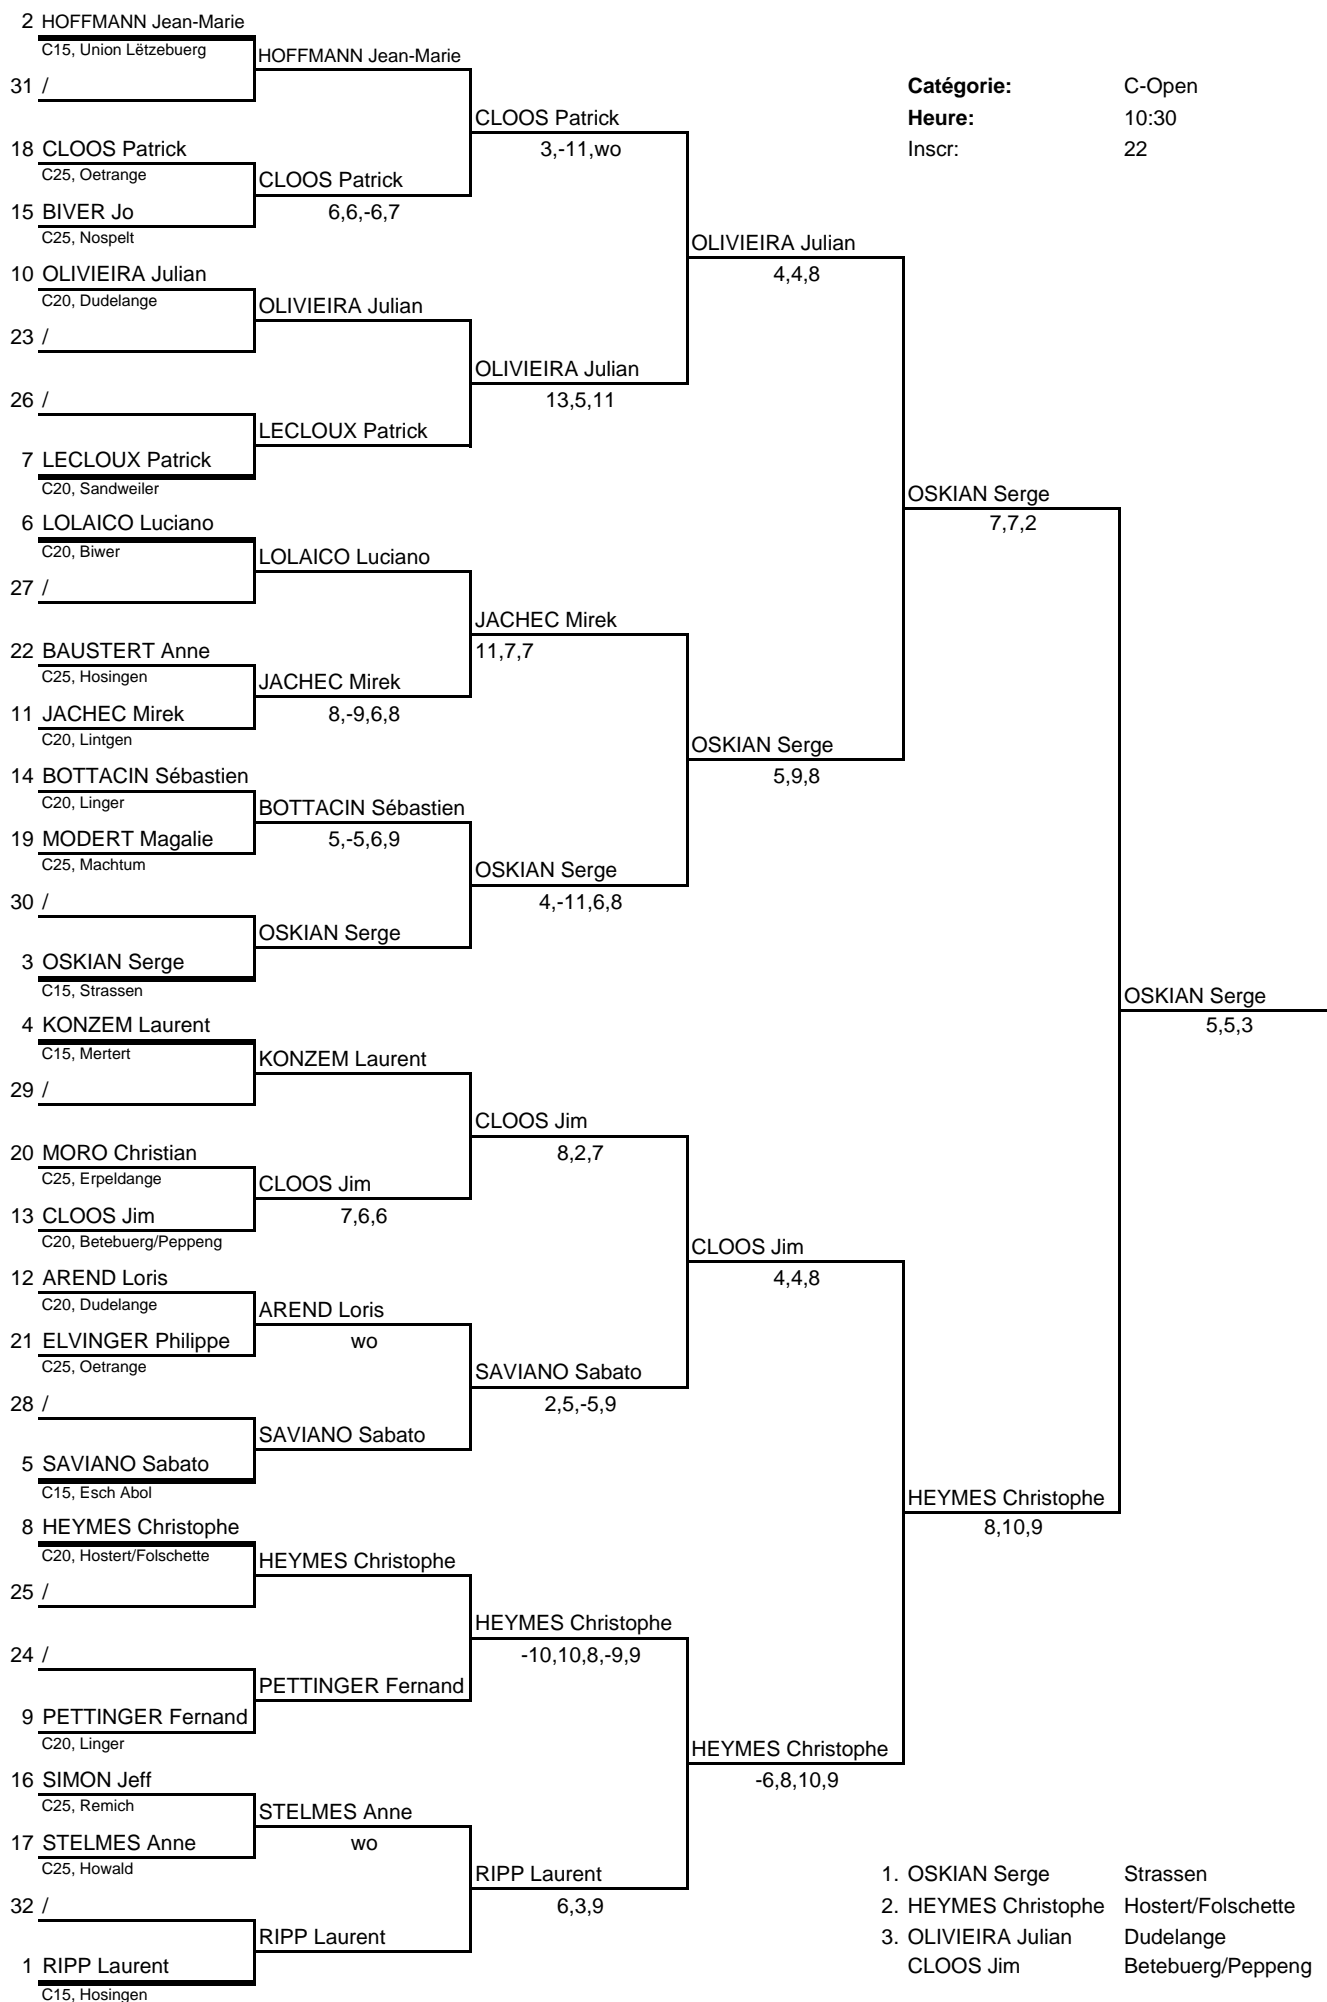 2 HOFFMANN Jean-Marie
C15, Union Lëtzebuerg
HOFFMANN Jean-Marie
31 /
Catégorie: C-Open
CLOOS Patrick
Heure: 10:30
3,-11,wo
Inscr: 22
18 CLOOS Patrick
C25, Oetrange
CLOOS Patrick
15 BIVER Jo
6,6,-6,7
C25, Nospelt
OLIVIEIRA Julian
4,4,8
10 OLIVIEIRA Julian
C20, Dudelange
OLIVIEIRA Julian
23 /
OLIVIEIRA Julian
13,5,11
26 /
LECLOUX Patrick
7 LECLOUX Patrick
C20, Sandweiler
OSKIAN Serge
7,7,2
6 LOLAICO Luciano
C20, Biwer
LOLAICO Luciano
27 /
JACHEC Mirek
11,7,7
22 BAUSTERT Anne
C25, Hosingen
JACHEC Mirek
11 JACHEC Mirek
8,-9,6,8
C20, Lintgen
OSKIAN Serge
5,9,8
14 BOTTACIN Sébastien
C20, Linger
BOTTACIN Sébastien
19 MODERT Magalie
5,-5,6,9
C25, Machtum
OSKIAN Serge
4,-11,6,8
30 /
OSKIAN Serge
3 OSKIAN Serge
C15, Strassen
OSKIAN Serge
5,5,3
4 KONZEM Laurent
C15, Mertert
KONZEM Laurent
29 /
CLOOS Jim
8,2,7
20 MORO Christian
C25, Erpeldange
CLOOS Jim
13 CLOOS Jim
7,6,6
C20, Betebuerg/Peppeng
CLOOS Jim
4,4,8
12 AREND Loris
C20, Dudelange
AREND Loris
21 ELVINGER Philippe
wo
C25, Oetrange
SAVIANO Sabato
2,5,-5,9
28 /
SAVIANO Sabato
5 SAVIANO Sabato
C15, Esch Abol
HEYMES Christophe
8,10,9
8 HEYMES Christophe
C20, Hostert/Folschette
HEYMES Christophe
25 /
HEYMES Christophe
-10,10,8,-9,9
24 /
PETTINGER Fernand
9 PETTINGER Fernand
C20, Linger
HEYMES Christophe
-6,8,10,9
16 SIMON Jeff
C25, Remich
STELMES Anne
17 STELMES Anne
wo
C25, Howald
RIPP Laurent
6,3,9
32 /
RIPP Laurent
1 RIPP Laurent
C15, Hosingen
1. OSKIAN Serge Strassen
2. HEYMES Christophe Hostert/Folschette
3. OLIVIEIRA Julian Dudelange
CLOOS Jim Betebuerg/Peppeng